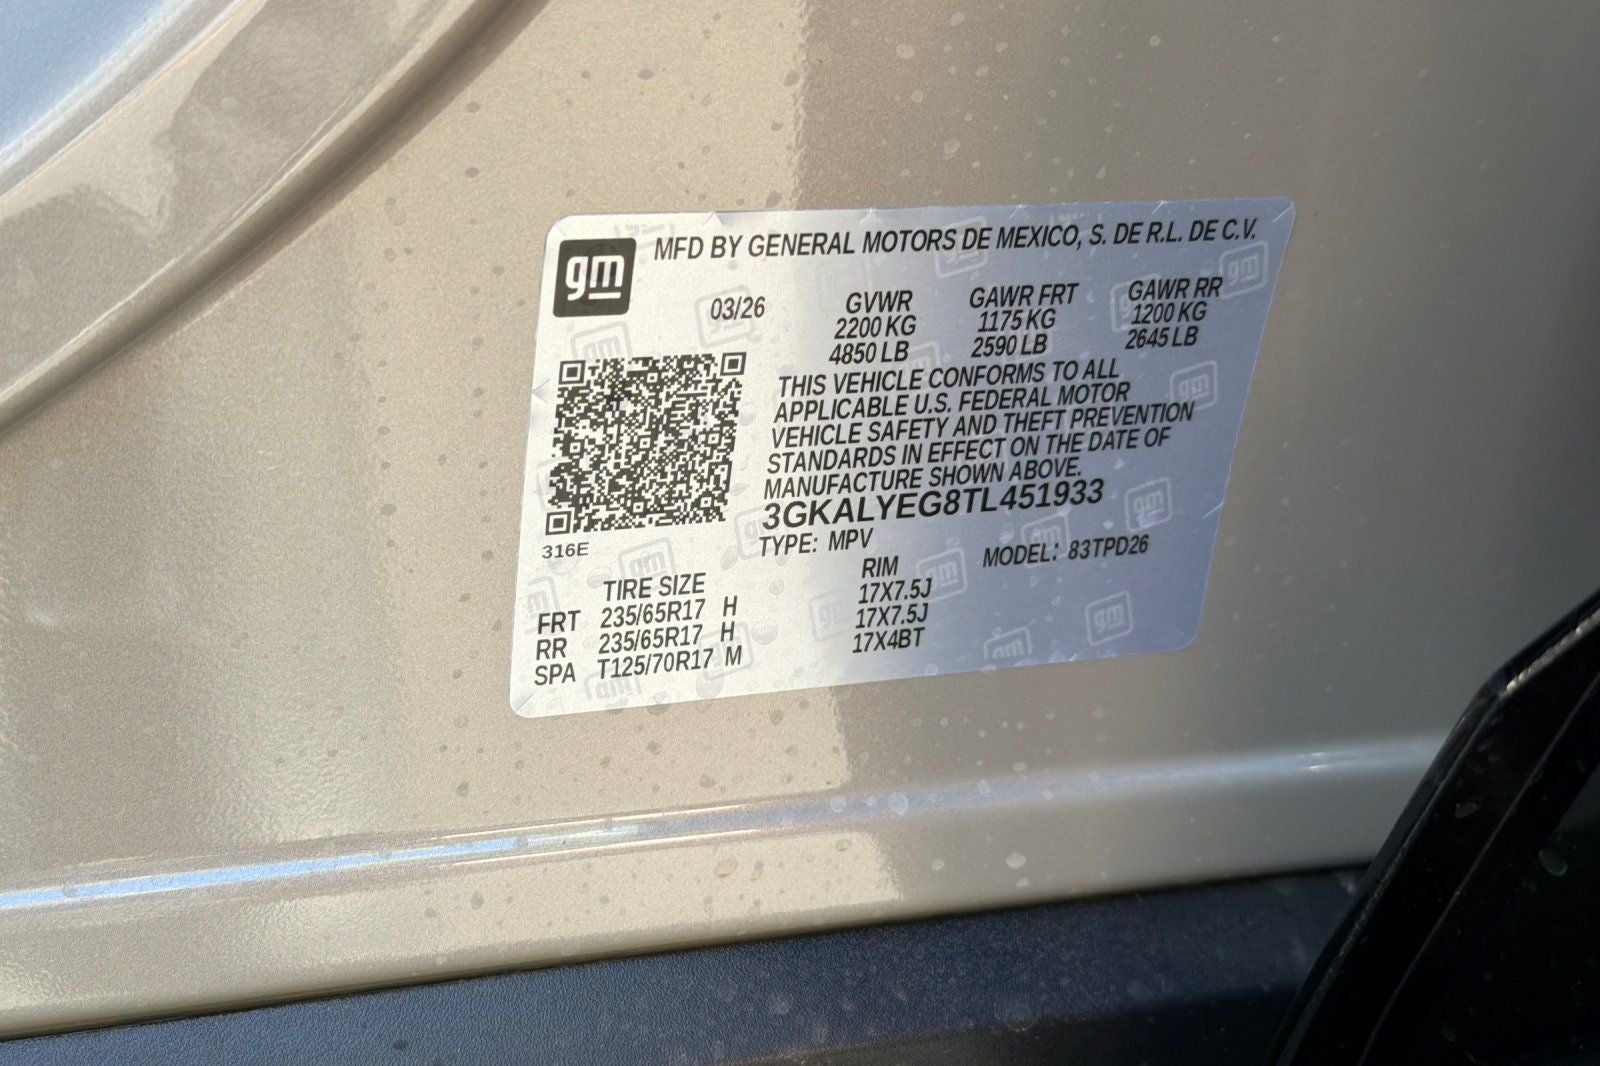 gm MFD BY GENERAL MOTORS DE MEXICO, S. DE R.L. DE C.V.
03/26 GVWR GAWR FRT GAWR RR
2200 KG 1175 KG 1200 KG
4850 LB 2590 LB 2645 LB
THIS VEHICLE CONFORMS TO ALL
APPLICABLE U.S. FEDERAL MOTOR
VEHICLE SAFETY AND THEFT PREVENTION
STANDARDS IN EFFECT ON THE DATE OF
MANUFACTURE SHOWN ABOVE.
3GKALYEG8TL451933
316E
TYPE: MPV MODEL: 83TPD26
TIRE SIZE RIM
FRT 235/65R17 H 17X7.5J
RR 235/65R17 H 17X7.5J
SPA T125/70R17 M 17X4BT